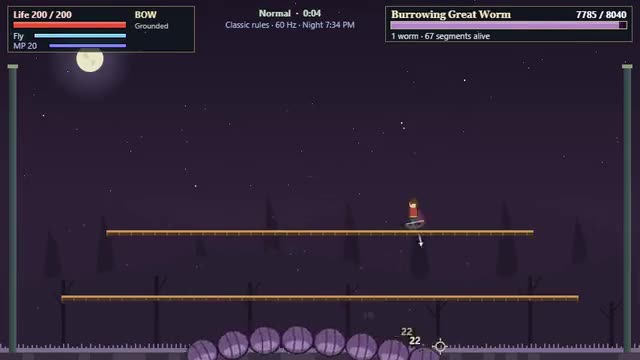 Life 200 / 200
BOW
Fly
Grounded
MP 20
Normal · 0:04
Classic rules · 60 Hz · Night 7:34 PM
Burrowing Great Worm
7785 / 8040
1 worm · 67 segments alive
22
22